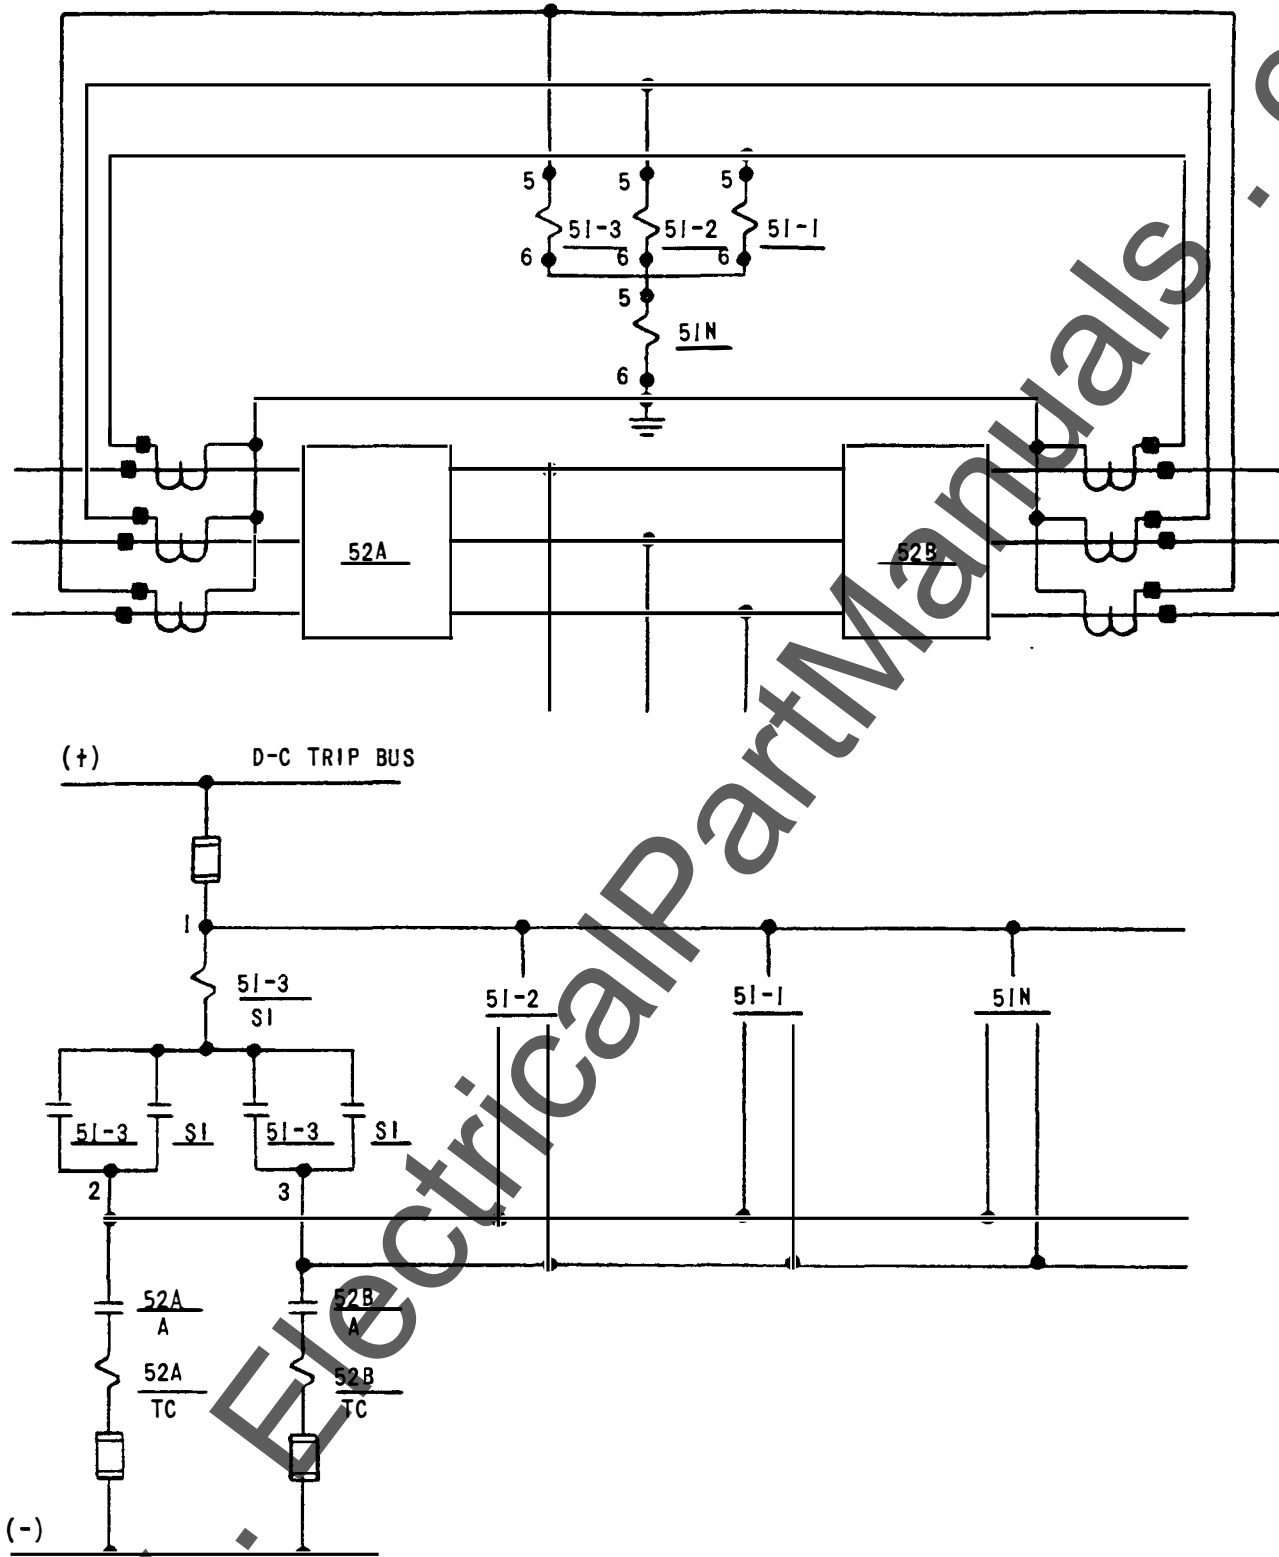 5 5 5
51-3 51-2 51-1
6 6 6
5
51N
6
52A 52B
(+) D-C TRIP BUS
1
51-3
SI
51-2 51-1 51N
51-3 SI 51-3 SI
2 3
52A 52B
A A
52A 52B
TC TC
(-)
. ElectricalPartManuals .